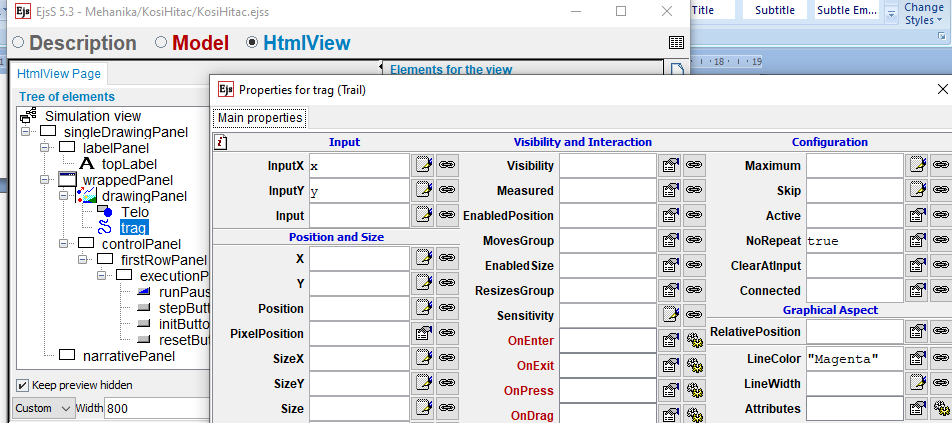 Ejs EjsS 5.3 - Mehanika/KosiHitac/KosiHitac.ejss
Title Subtitle Subtle Em... Change Styles
Description Model HtmlView
18 19
HtmlView Page
Elements for the view
Tree of elements
Simulation view
singleDrawingPanel
labelPanel
A topLabel
wrappedPanel
drawingPanel
Telo
trag
controlPanel
firstRowPanel
executionP
runPaus
stepButto
initButto
resetBut
narrativePanel
Keep preview hidden
Custom Width 800
Ejs Properties for trag (Trail)
Main properties
Input
InputX x
InputY y
Input
Position and Size
X
Y
Position
PixelPosition
SizeX
SizeY
Size
Visibility and Interaction
Visibility
Measured
EnabledPosition
MovesGroup
EnabledSize
ResizesGroup
Sensitivity
OnEnter
OnExit
OnPress
OnDrag
Configuration
Maximum
Skip
Active
NoRepeat true
ClearAtInput
Connected
Graphical Aspect
RelativePosition
LineColor "Magenta"
LineWidth
Attributes